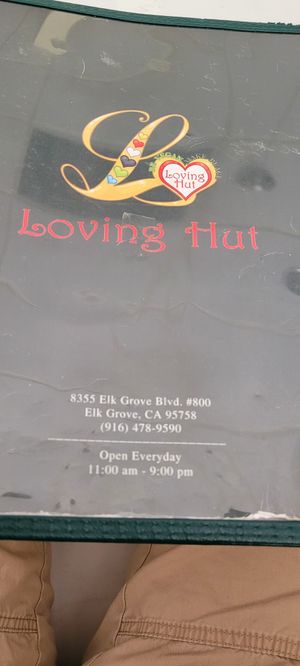 VEGAN
Loving
Hut
Loving Hut
8355 Elk Grove Blvd. #800
Elk Grove, CA 95758
(916) 478-9590
Open Everyday
11:00 am - 9:00 pm